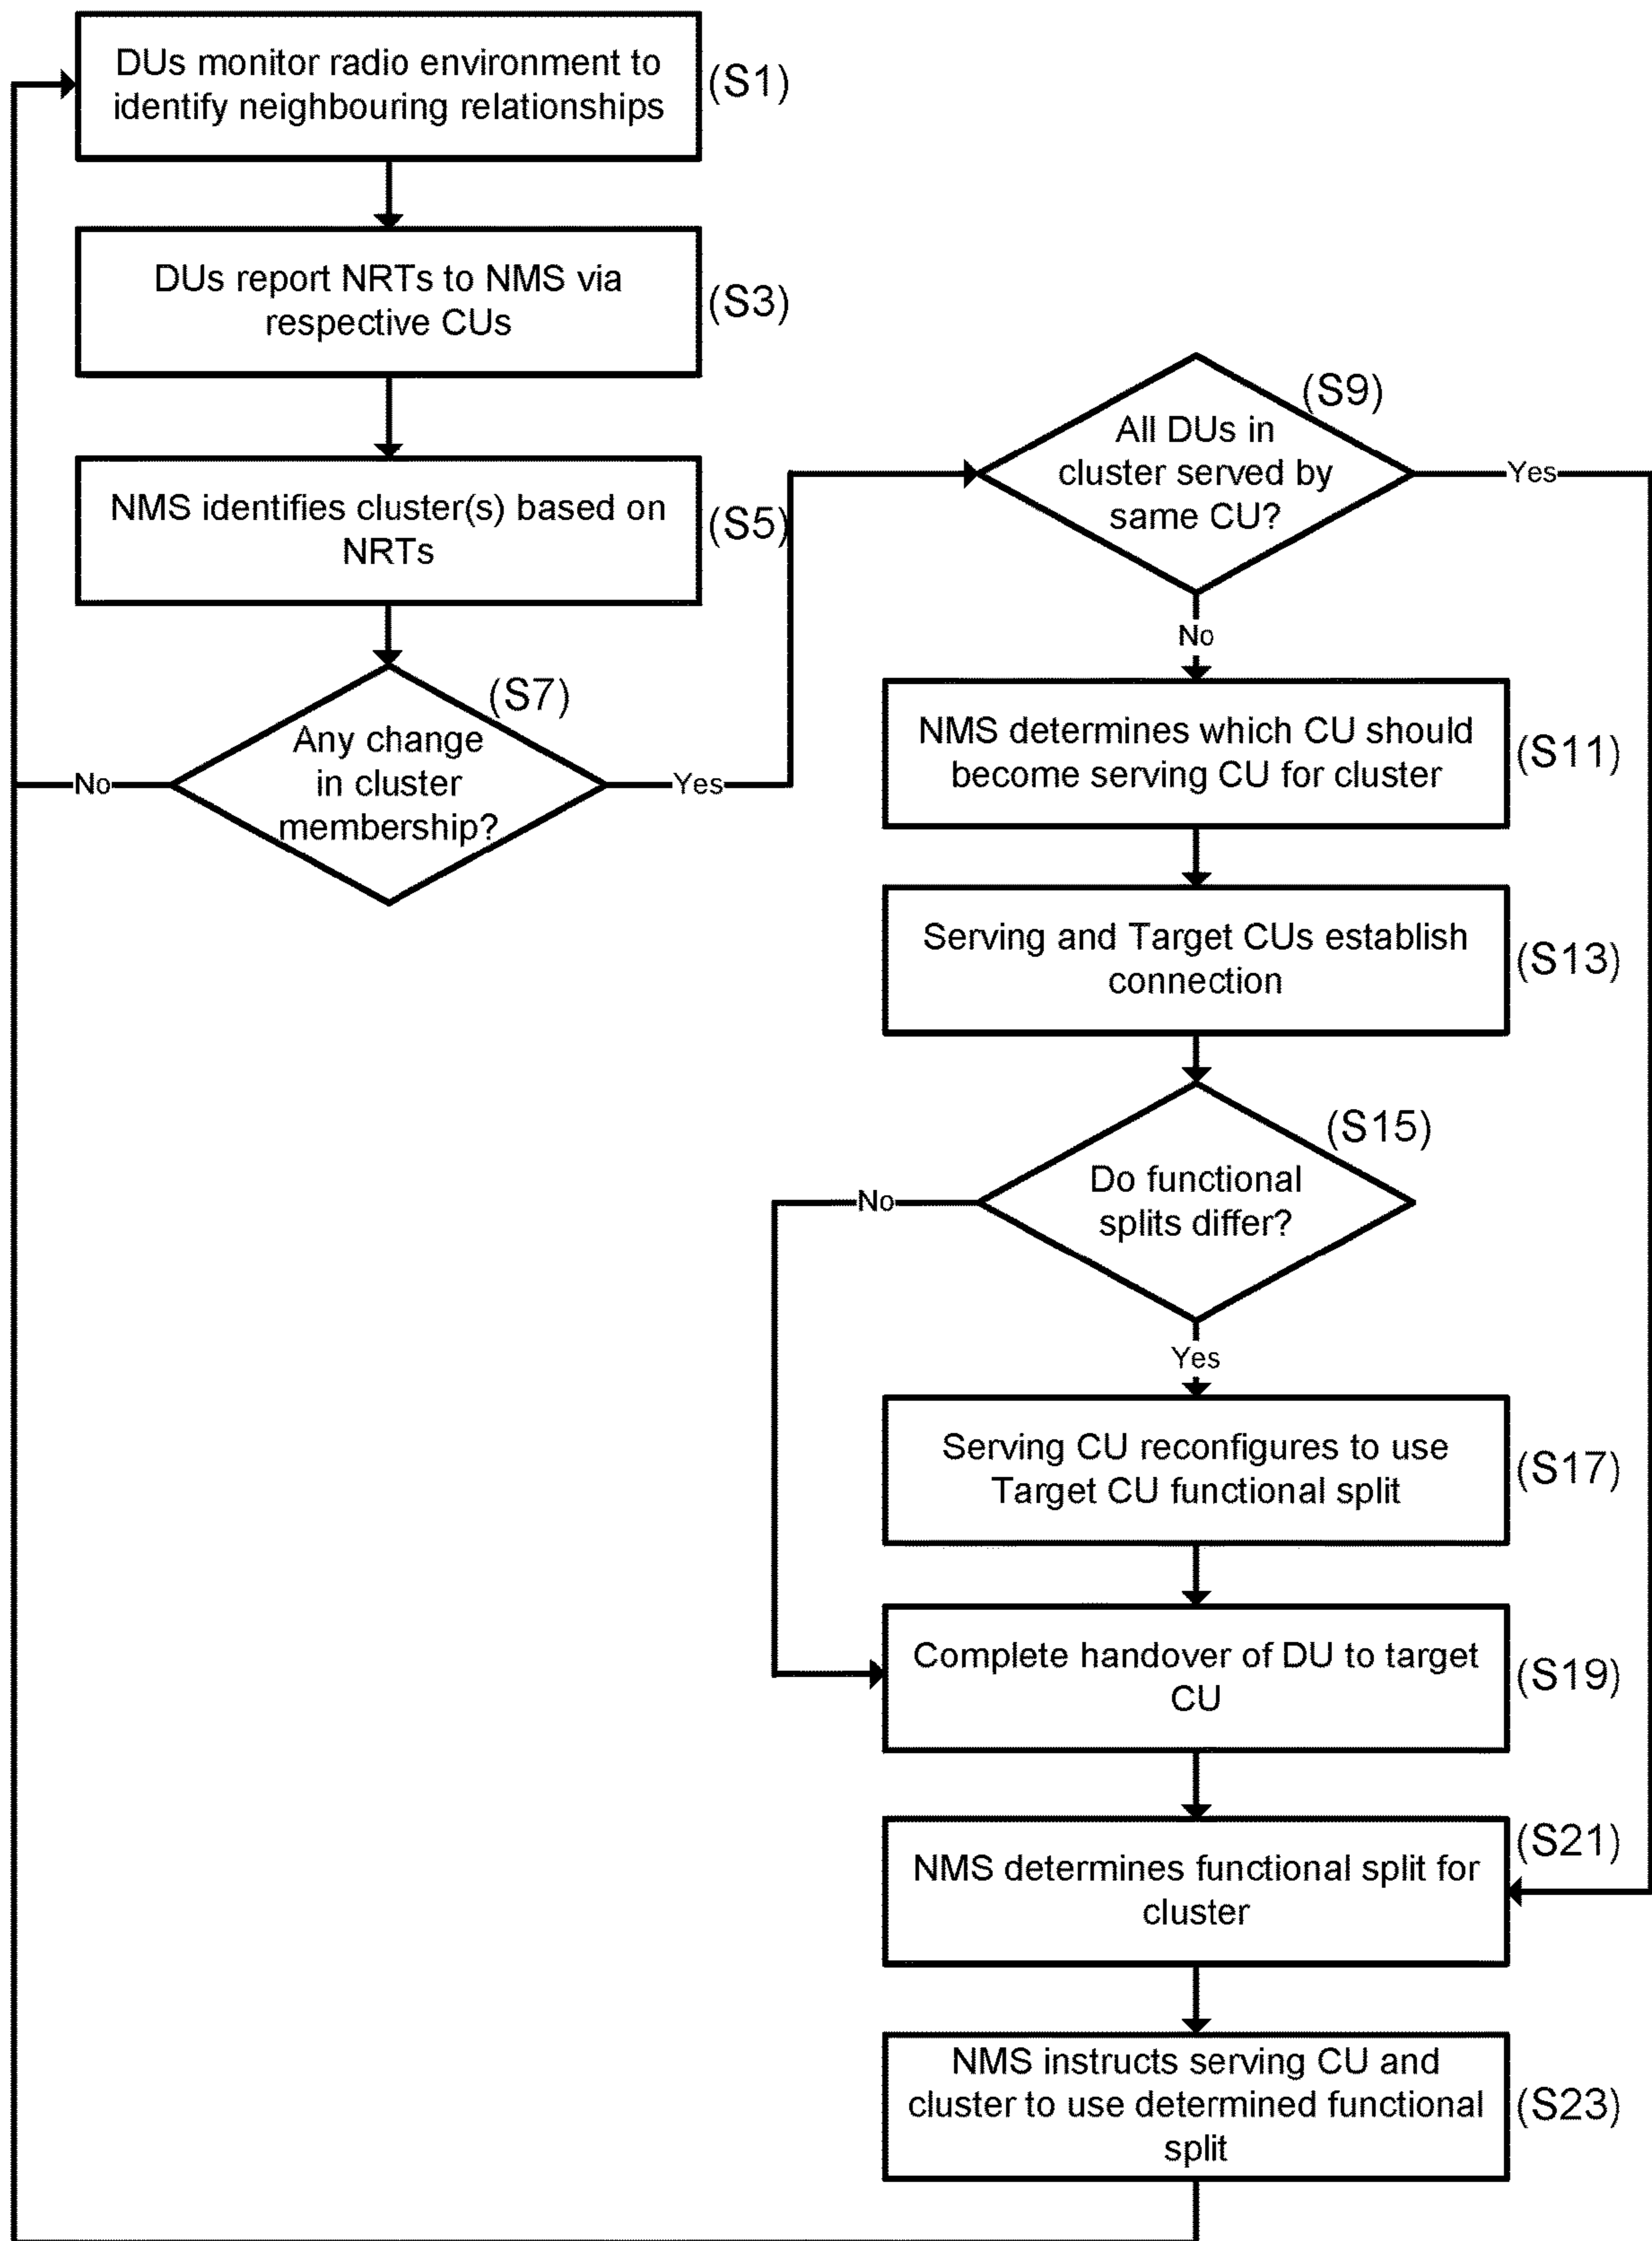 DUs monitor radio environment to
identify neighbouring relationships
(S1)
DUs report NRTs to NMS via
respective CUs
(S3)
NMS identifies cluster(s) based on
NRTs
(S5)
(S7)
Any change
in cluster
membership?
No
Yes
(S9)
All DUs in
cluster served by
same CU?
Yes
No
NMS determines which CU should
become serving CU for cluster
(S11)
Serving and Target CUs establish
connection
(S13)
(S15)
Do functional
splits differ?
No
Yes
Serving CU reconfigures to use
Target CU functional split
(S17)
Complete handover of DU to target
CU
(S19)
NMS determines functional split for
cluster
(S21)
NMS instructs serving CU and
cluster to use determined functional
split
(S23)